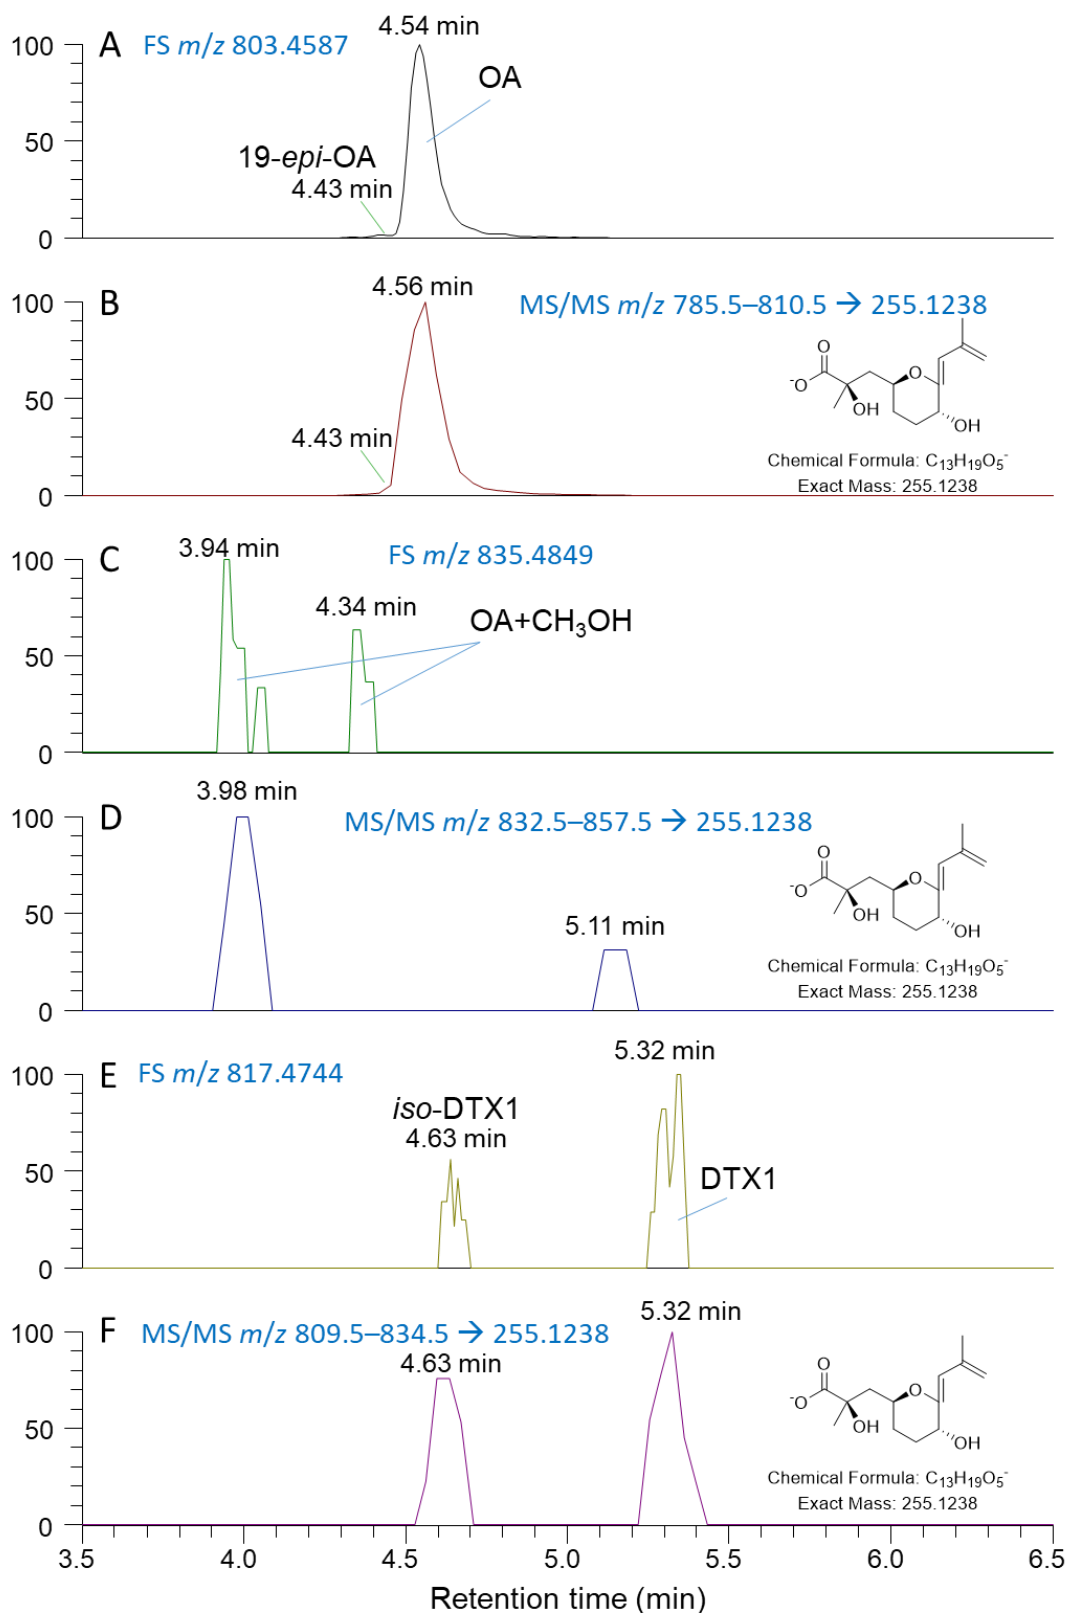 4.54 min
A FS m/z 803.4587
100
OA
50
19-epi-OA
4.43 min
0
4.56 min
B MS/MS m/z 785.5–810.5 → 255.1238
100
O
⁻O
O
OH
OH
50
4.43 min
Chemical Formula: C₁₃H₁₉O₅⁻
Exact Mass: 255.1238
0
3.94 min
C FS m/z 835.4849
100
4.34 min
OA+CH₃OH
50
0
3.98 min
D MS/MS m/z 832.5–857.5 → 255.1238
100
O
⁻O
O
OH
OH
50
5.11 min
Chemical Formula: C₁₃H₁₉O₅⁻
Exact Mass: 255.1238
0
5.32 min
E FS m/z 817.4744
100
iso-DTX1
4.63 min
50
DTX1
0
5.32 min
F MS/MS m/z 809.5–834.5 → 255.1238
100
4.63 min
O
⁻O
O
OH
OH
50
Chemical Formula: C₁₃H₁₉O₅⁻
Exact Mass: 255.1238
0
3.5 4.0 4.5 5.0 5.5 6.0 6.5
Retention time (min)